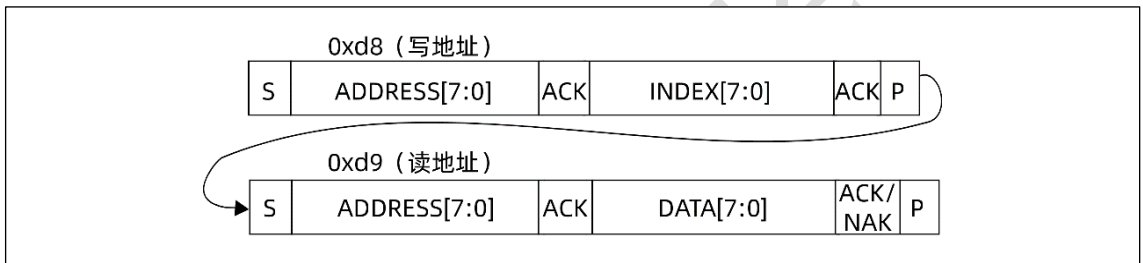 0xd8（写地址）
S ADDRESS[7:0] ACK INDEX[7:0] ACK P
0xd9（读地址）
S ADDRESS[7:0] ACK DATA[7:0] ACK/ NAK P